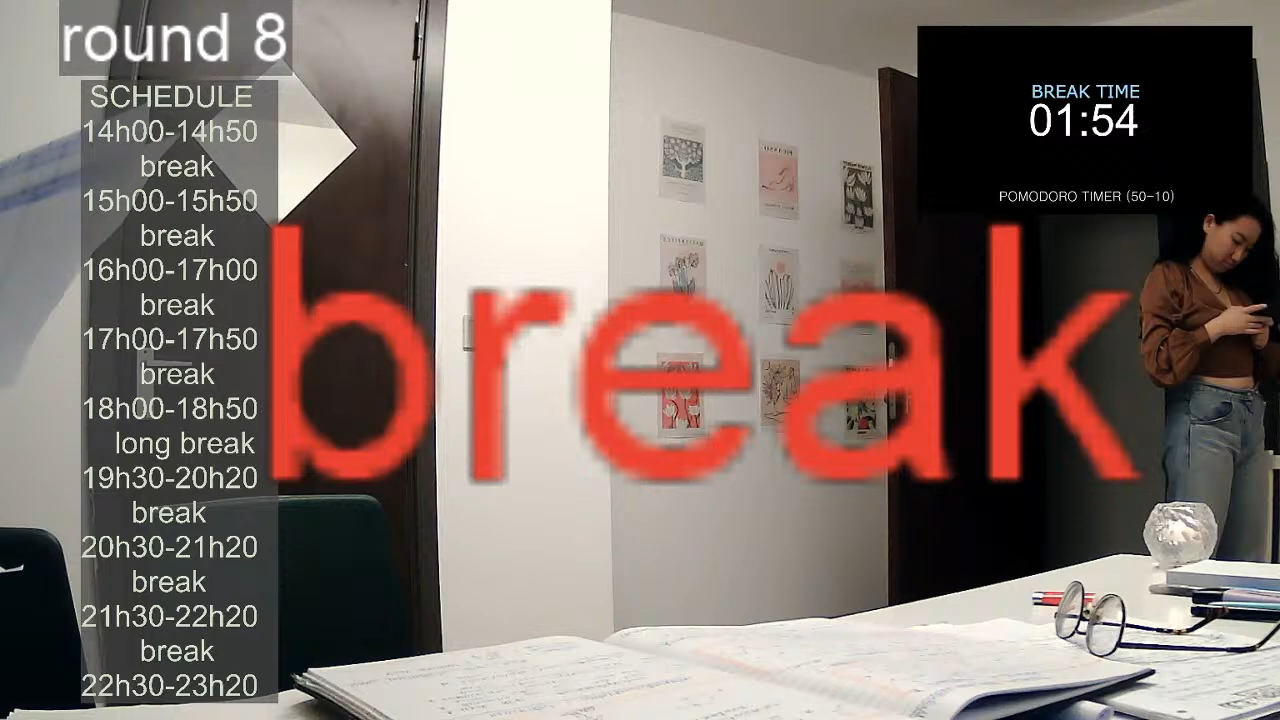 round 8
SCHEDULE
14h00-14h50
break
15h00-15h50
break
16h00-17h00
break
17h00-17h50
break
18h00-18h50
long break
19h30-20h20
break
20h30-21h20
break
21h30-22h20
break
22h30-23h20
break
BREAK TIME
01:54
POMODORO TIMER (50-10)